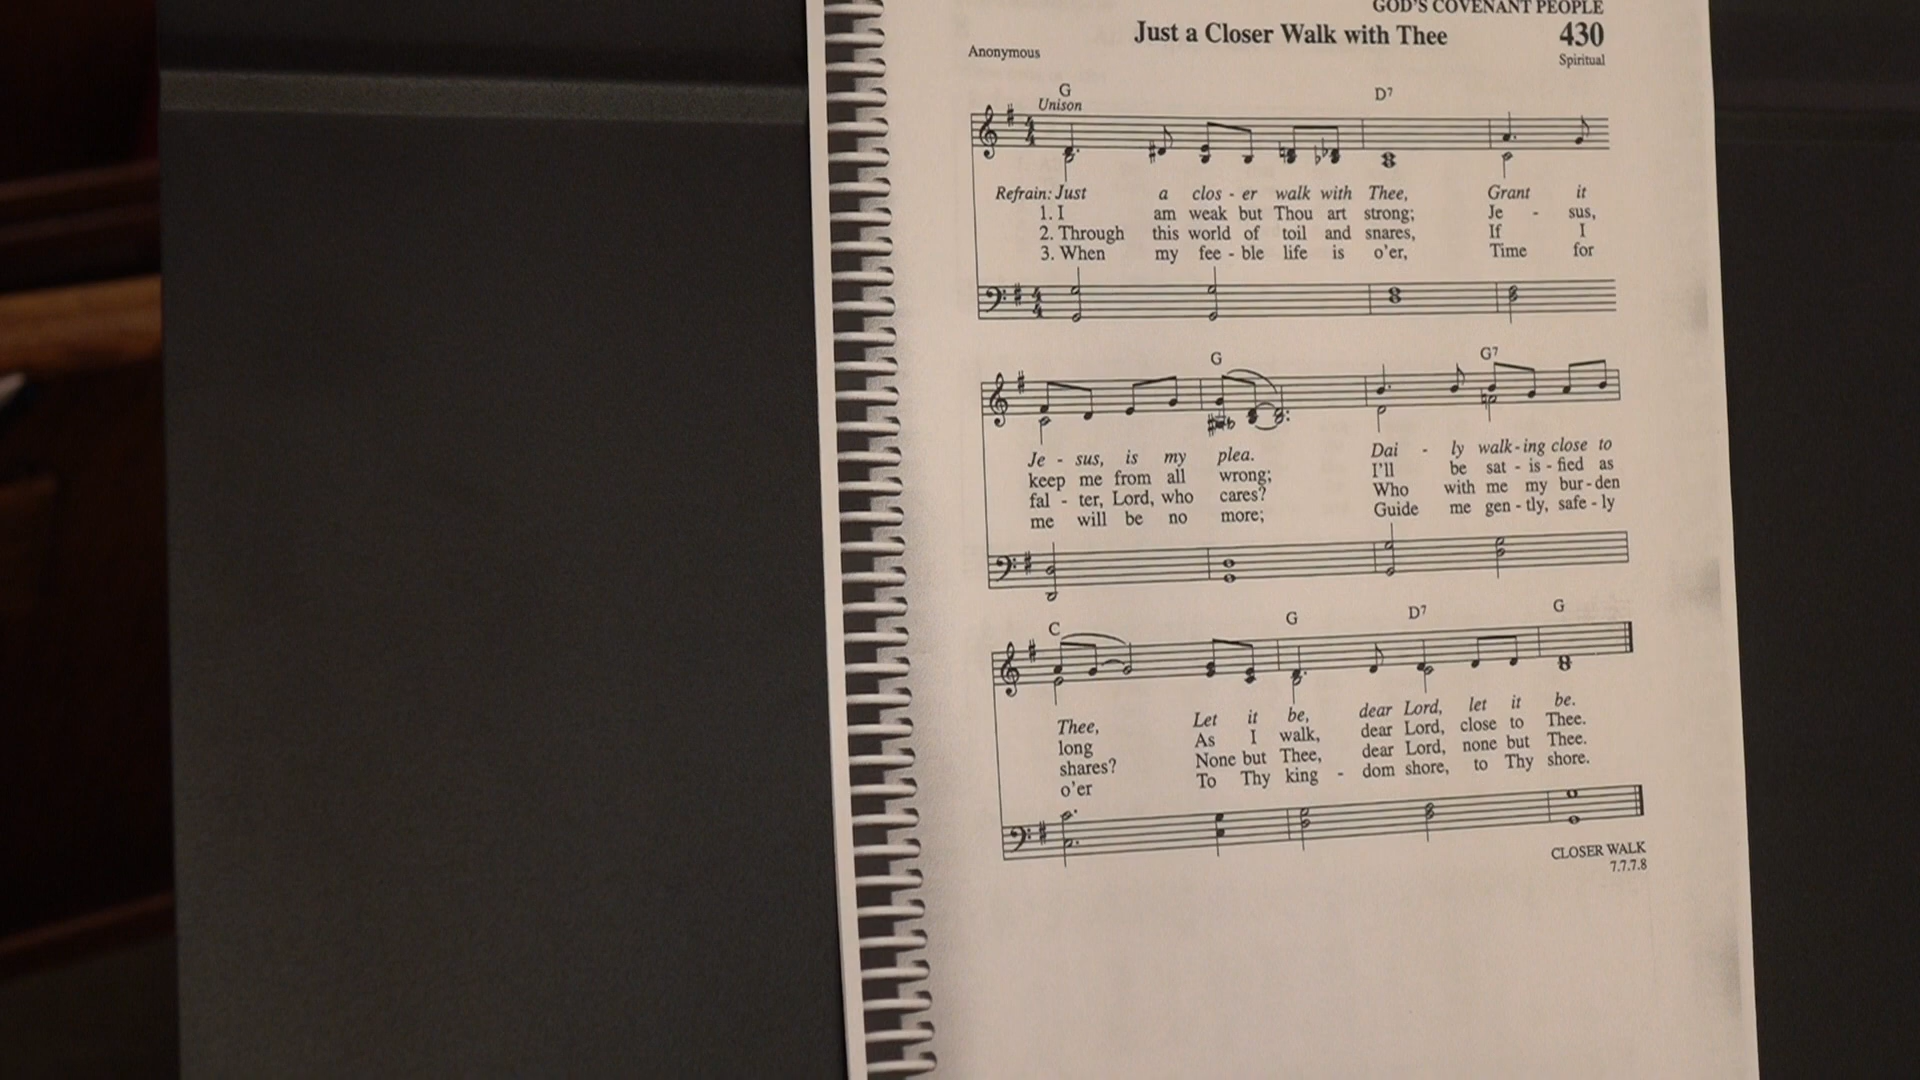 GOD'S COVENANT PEOPLE
Just a Closer Walk with Thee 430
Anonymous Spiritual
G D7
Unison
Refrain: Just a clos - er walk with Thee, Grant it
1. I am weak but Thou art strong; Je - sus,
2. Through this world of toil and snares, If I
3. When my fee - ble life is o'er, Time for
G G7
Je - sus, is my plea. Dai - ly walk - ing close to
keep me from all wrong; I'll be sat - is - fied as
fal - ter, Lord, who cares? Who with me my bur - den
me will be no more; Guide me gen - tly, safe - ly
C G D7 G
Thee, Let it be, dear Lord, let it be.
long As I walk, dear Lord, close to Thee.
shares? None but Thee, dear Lord, none but Thee.
o'er To Thy king - dom shore, to Thy shore.
CLOSER WALK
7.7.7.8